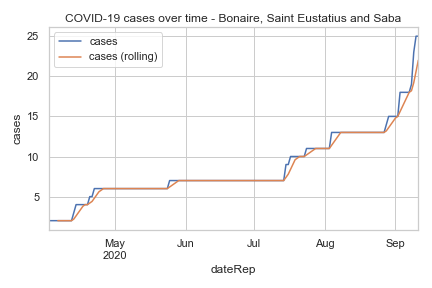 COVID-19 cases over time - Bonaire, Saint Eustatius and Saba
cases
cases (rolling)
25
20
15
10
5
cases
May Jun Jul Aug Sep
2020
dateRep